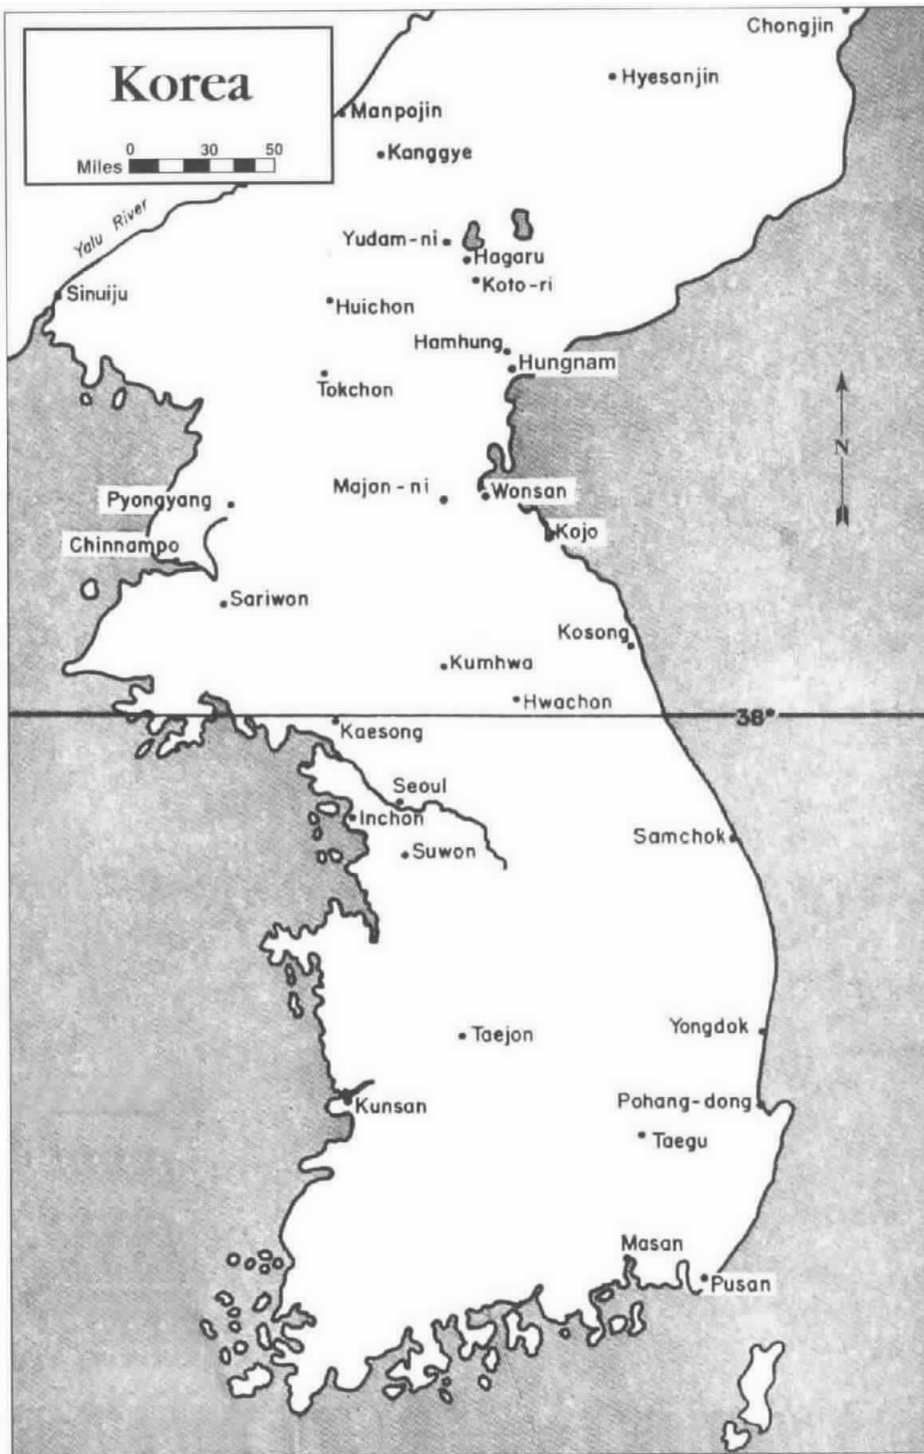 Chongjin
Korea
Hyesanjin
Manpojin
0 30 50
Miles
Kanggye
Yalu River
Yudam-ni
Hagaru
Koto-ri
Sinuiju
Huichon
Hamhung
Hungnam
Tokchon
N
Majon-ni
Wonsan
Pyongyang
Kojo
Chinnampo
Sariwon
Kosong
Kumhwa
Hwachon
38°
Kaesong
Seoul
Inchon
Samchok
Suwon
Yongdok
Taejon
Pohang-dong
Kunsan
Taegu
Masan
Pusan